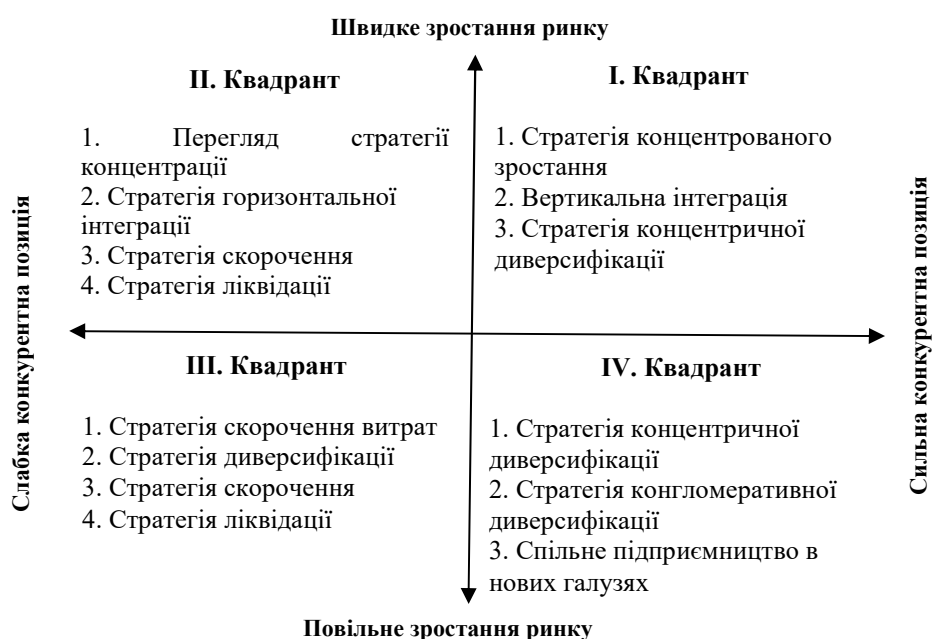 Швидке зростання ринку
II. Квадрант
1. Перегляд стратегії
концентрації
2. Стратегія горизонтальної
інтеграції
3. Стратегія скорочення
4. Стратегія ліквідації
I. Квадрант
1. Стратегія концентрованого
зростання
2. Вертикальна інтеграція
3. Стратегія концентричної
диверсифікації
Слабка конкурентна позиція
Сильна конкурентна позиція
III. Квадрант
1. Стратегія скорочення витрат
2. Стратегія диверсифікації
3. Стратегія скорочення
4. Стратегія ліквідації
IV. Квадрант
1. Стратегія концентричної
диверсифікації
2. Стратегія конгломеративної
диверсифікації
3. Спільне підприємництво в
нових галузях
Повільне зростання ринку